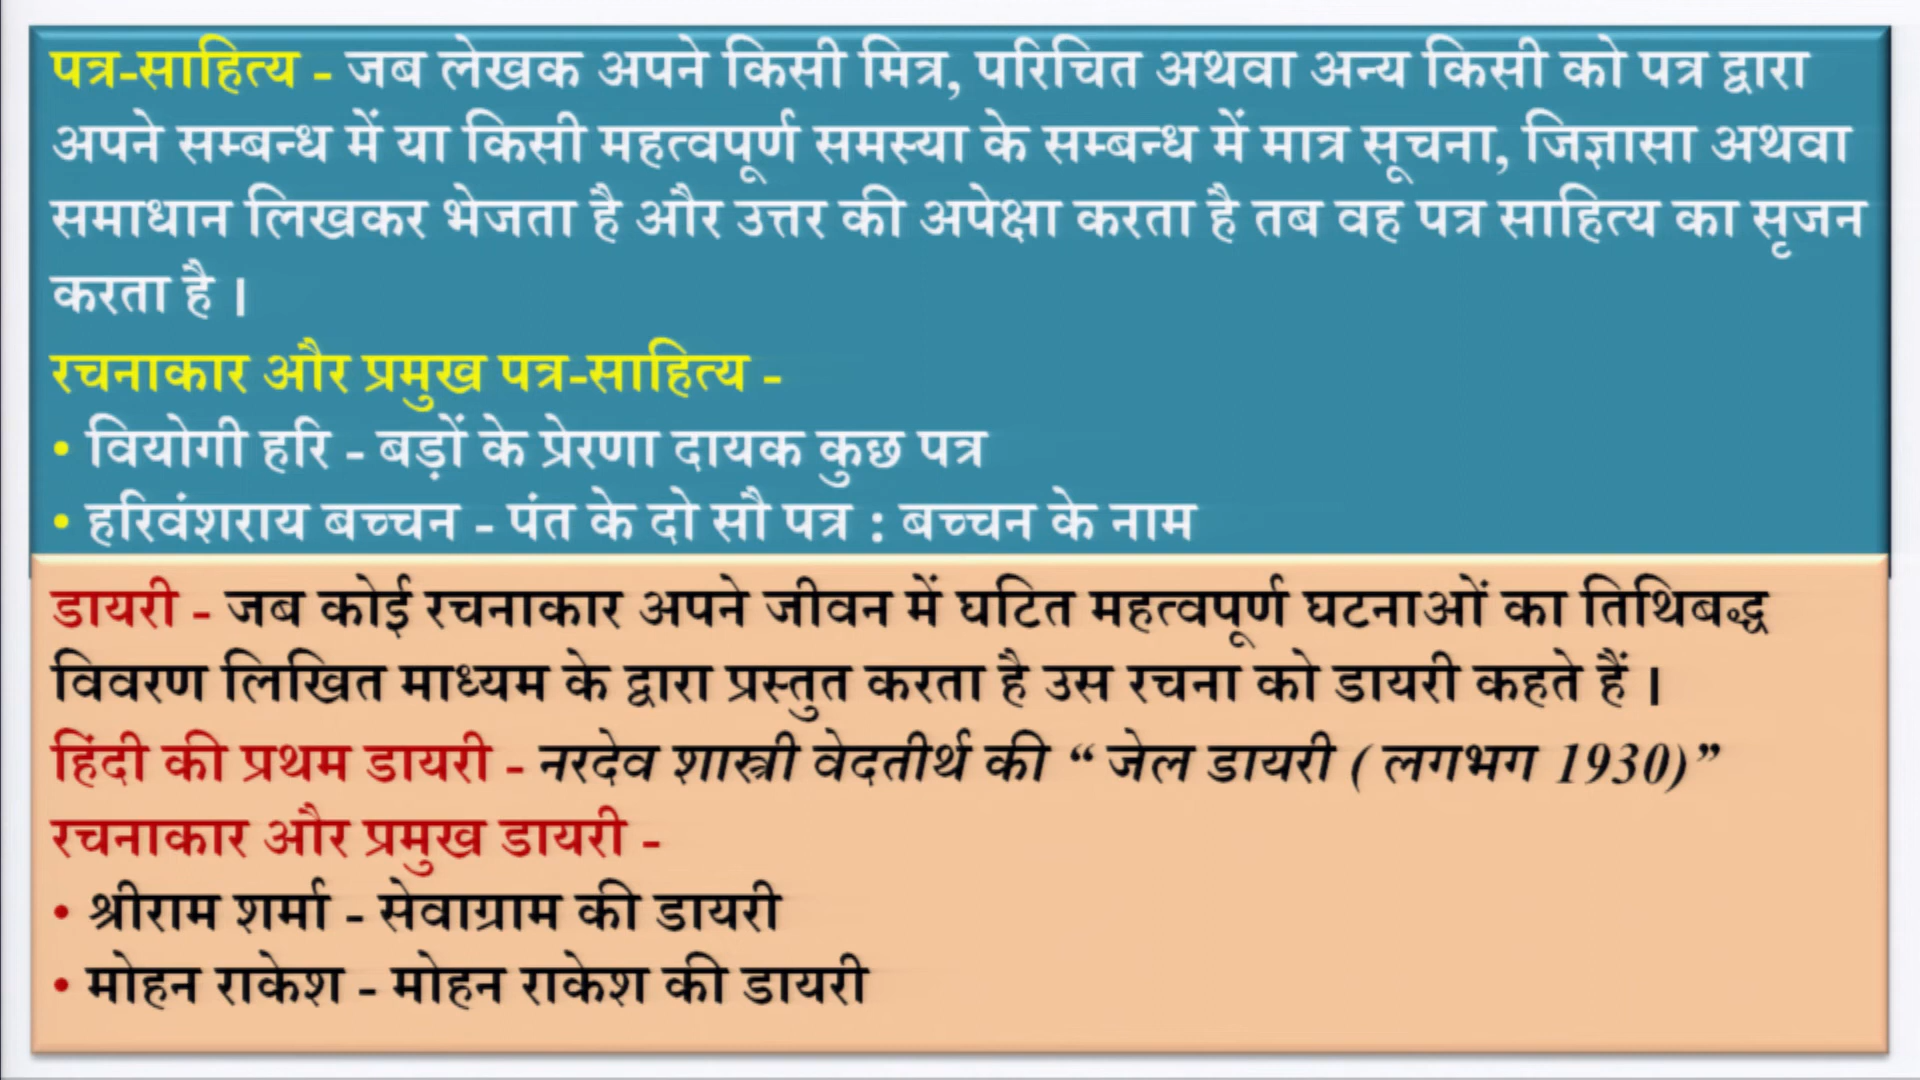 पत्र-साहित्य - जब लेखक अपने किसी मित्र, परिचित अथवा अन्य किसी को पत्र द्वारा
अपने सम्बन्ध में या किसी महत्वपूर्ण समस्या के सम्बन्ध में मात्र सूचना, जिज्ञासा अथवा
समाधान लिखकर भेजता है और उत्तर की अपेक्षा करता है तब वह पत्र साहित्य का सृजन
करता है ।
रचनाकार और प्रमुख पत्र-साहित्य -
• वियोगी हरि - बड़ों के प्रेरणा दायक कुछ पत्र
• हरिवंशराय बच्चन - पंत के दो सौ पत्र : बच्चन के नाम
डायरी - जब कोई रचनाकार अपने जीवन में घटित महत्वपूर्ण घटनाओं का तिथिबद्ध
विवरण लिखित माध्यम के द्वारा प्रस्तुत करता है उस रचना को डायरी कहते हैं ।
हिंदी की प्रथम डायरी - नरदेव शास्त्री वेदतीर्थ की “ जेल डायरी ( लगभग 1930)”
रचनाकार और प्रमुख डायरी -
• श्रीराम शर्मा - सेवाग्राम की डायरी
• मोहन राकेश - मोहन राकेश की डायरी